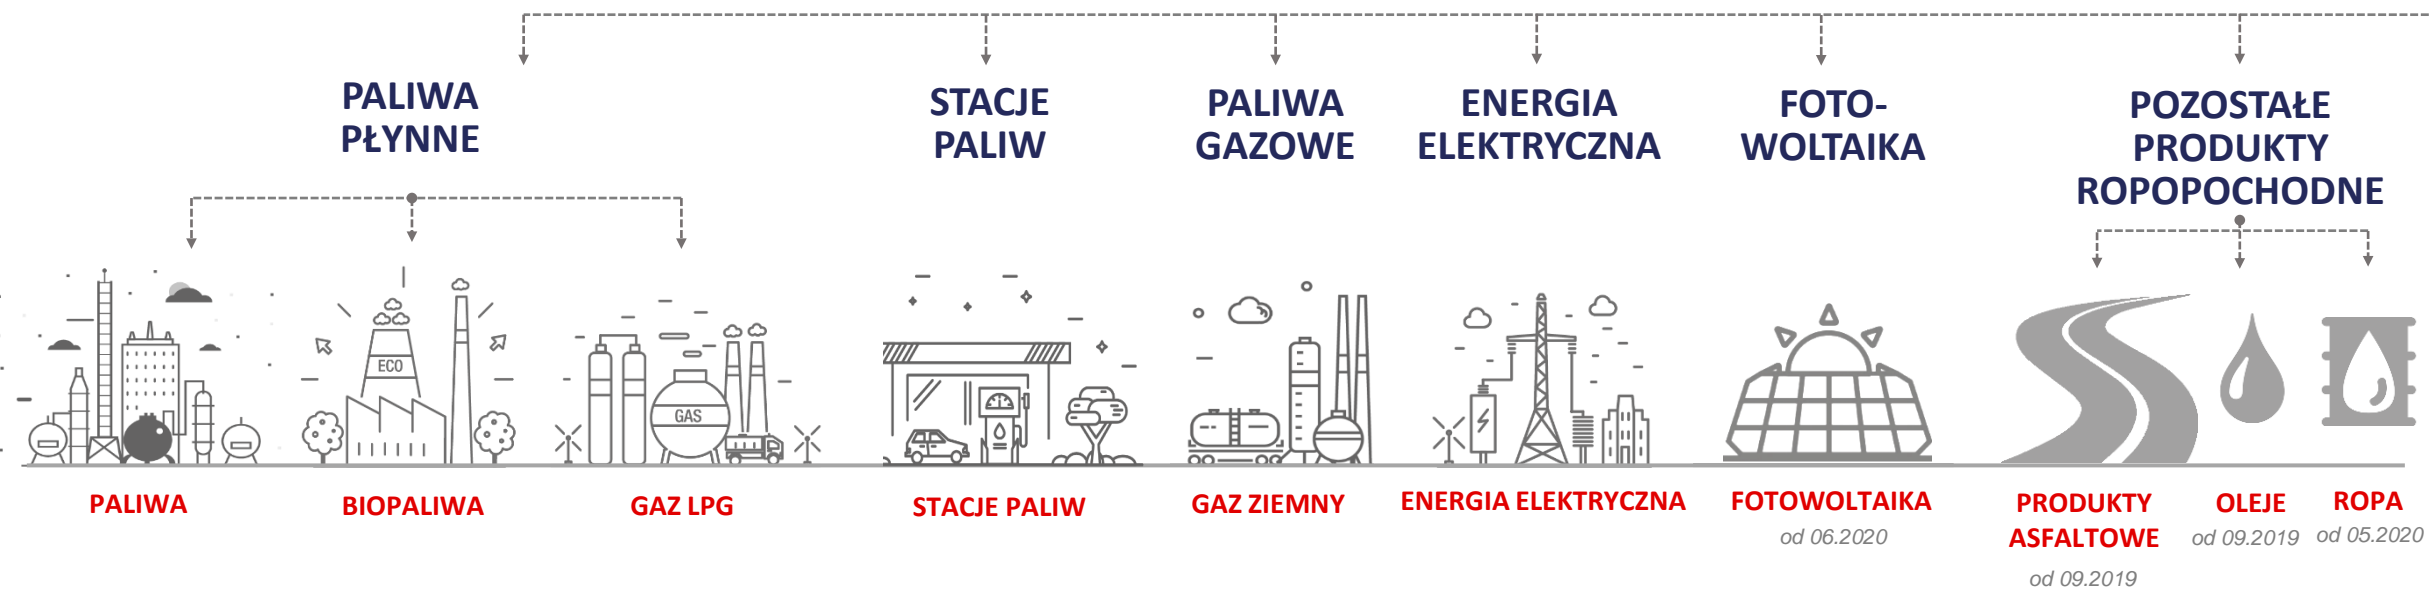 PALIWA
PŁYNNE
STACJE
PALIW
PALIWA
GAZOWE
ENERGIA
ELEKTRYCZNA
FOTO-
WOLTAIKA
POZOSTAŁE
PRODUKTY
ROPOPOCHODNE
ECO
GAS
PALIWA
BIOPALIWA
GAZ LPG
STACJE PALIW
GAZ ZIEMNY
ENERGIA ELEKTRYCZNA
FOTOWOLTAIKA
od 06.2020
PRODUKTY
ASFALTOWE
od 09.2019
OLEJE
od 09.2019
ROPA
od 05.2020